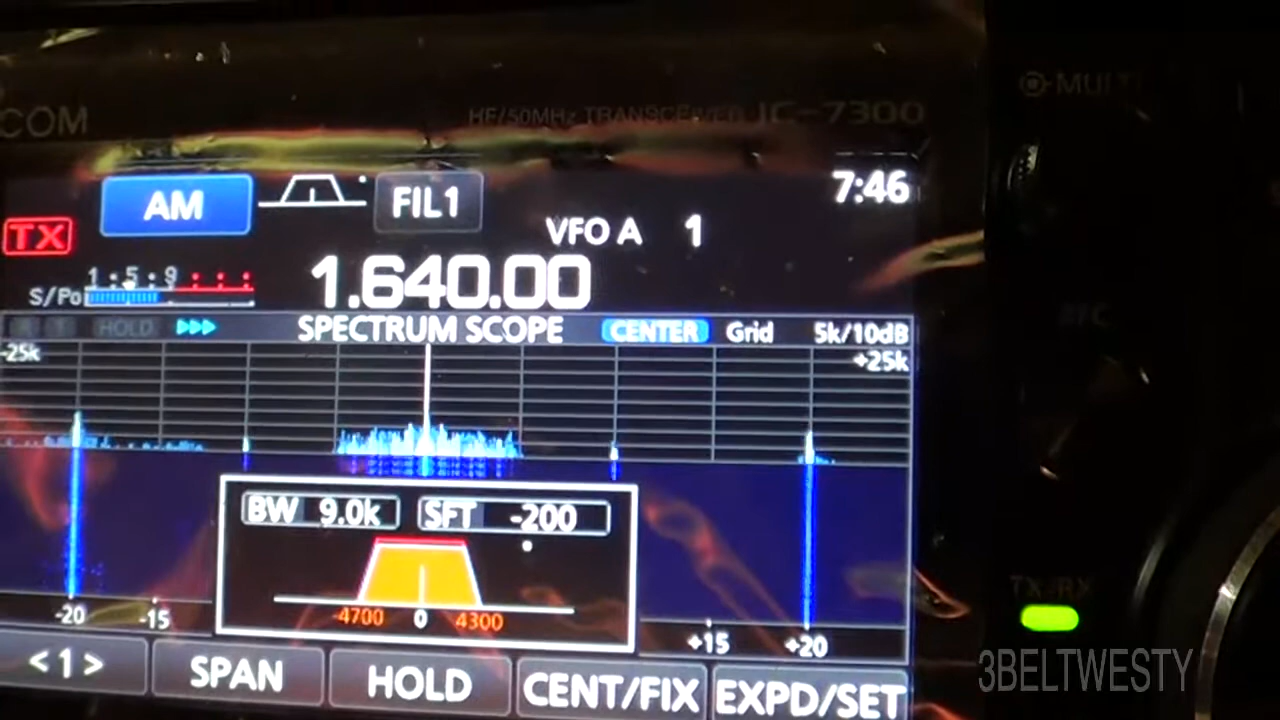 COM
HF/50MHz TRANSCEIVER IC-7300
MULTI
AM FIL1 7:46
TX
VFO A 1
1.640.00
S/Po 1 · 5 · 9
HOLD SPECTRUM SCOPE CENTER Grid 5k/10dB
-25k +25k
BW 9.0k SFT -200
-4700 0 4300
-20 -15 +15 +20
TX RX
<1> SPAN HOLD CENT/FIX EXPD/SET
3BELTWESTY